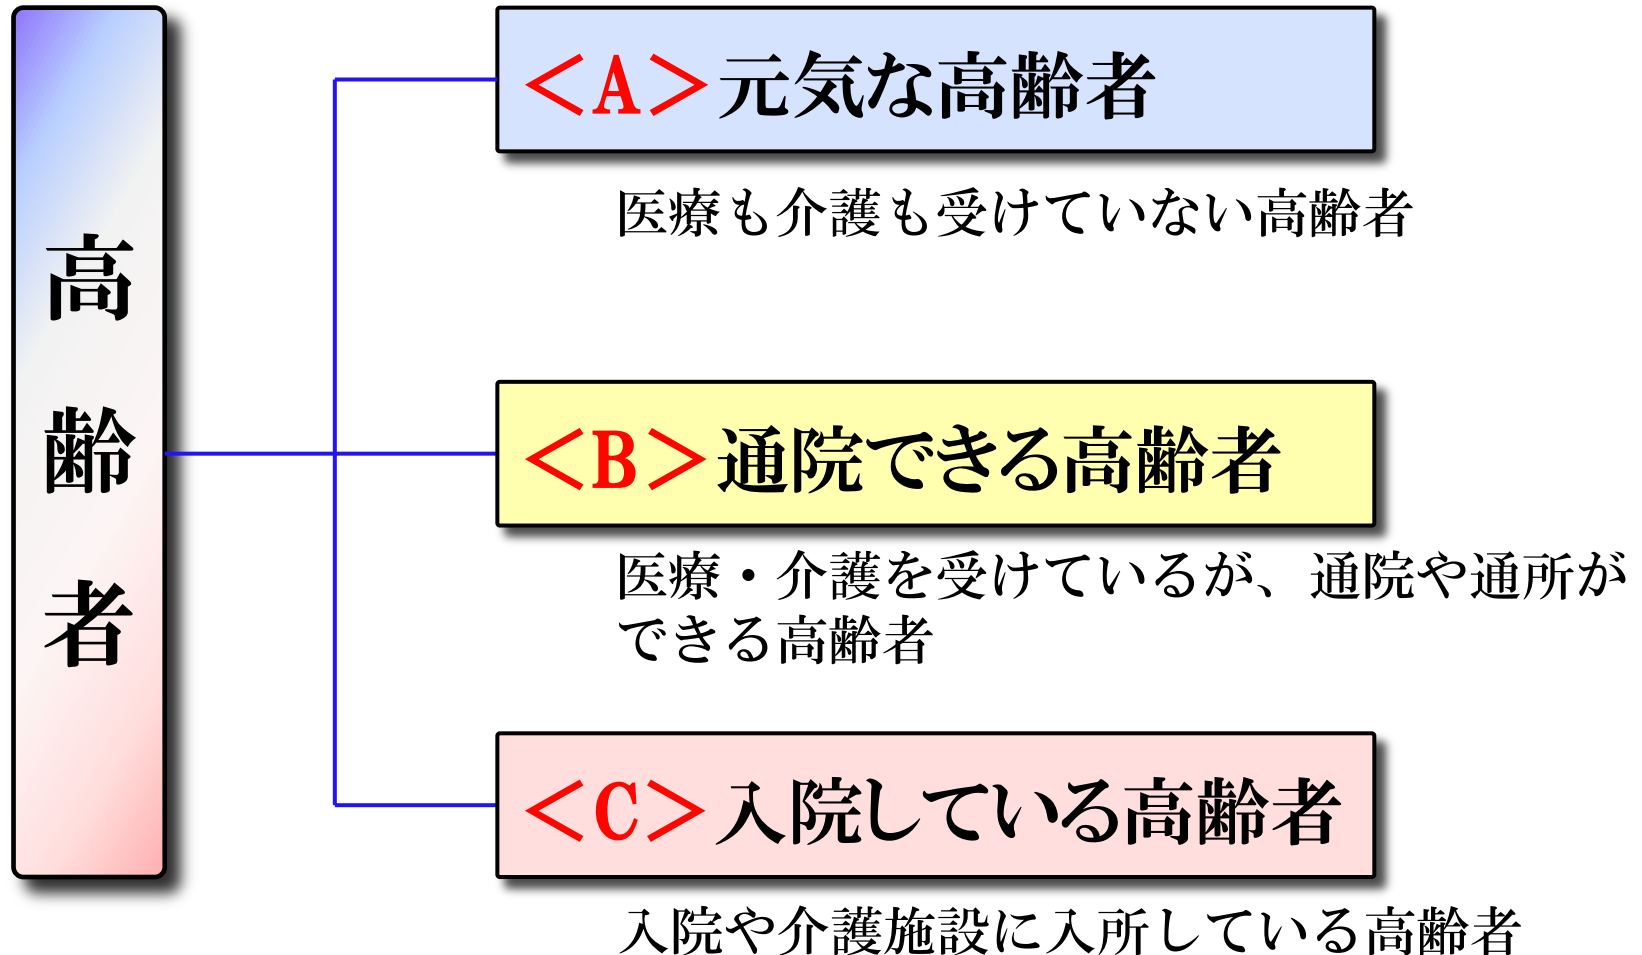 高齢者
＜A＞元気な高齢者
医療も介護も受けていない高齢者
＜B＞通院できる高齢者
医療・介護を受けているが、通院や通所が
できる高齢者
＜C＞入院している高齢者
入院や介護施設に入所している高齢者